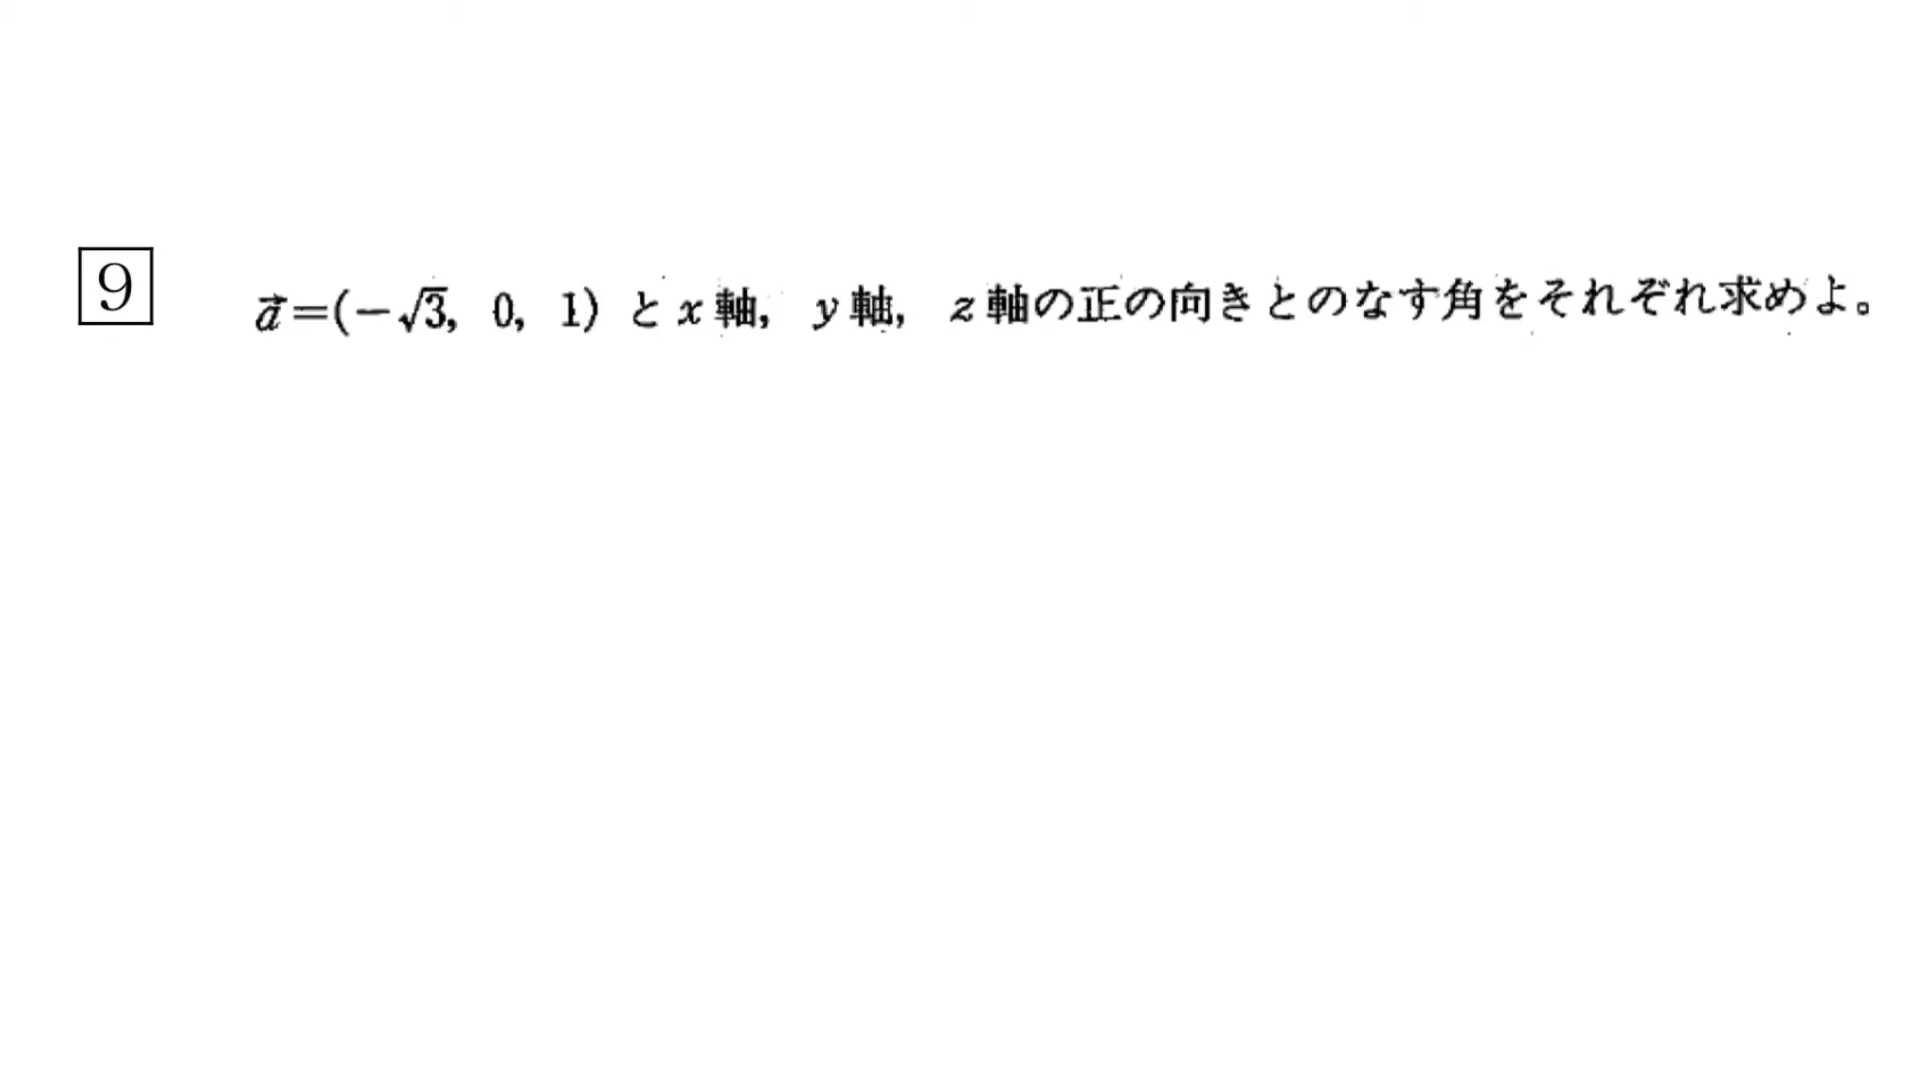 9 a⃗=(−√3, 0, 1) と x 軸, y 軸, z 軸の正の向きとのなす角をそれぞれ求めよ。